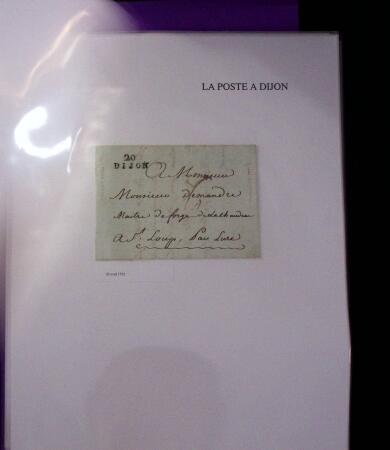 LA POSTE A DIJON
20
DIJON
A Monsieur
Monsieur demandre
Maitre de forge
A St. Loup, Par Lure